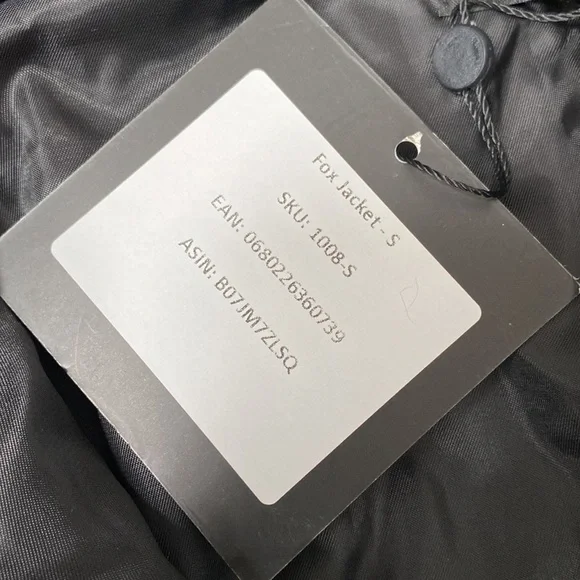 Fox Jacket - S
SKU: 1008-S
EAN: 0680226360739
ASIN: B07JM7ZLSQ